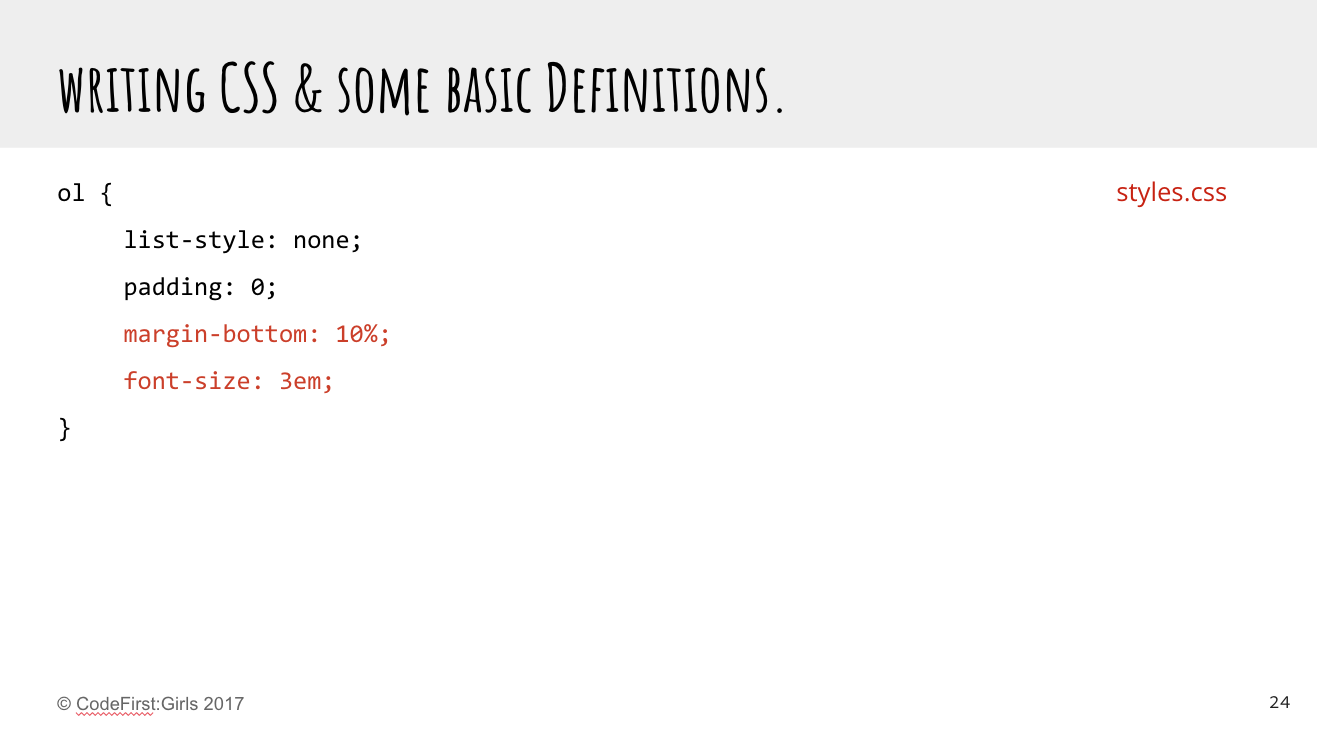 WRITING CSS & SOME BASIC DEFINITIONS.
ol {
styles.css
list-style: none;
padding: 0;
margin-bottom: 10%;
font-size: 3em;
}
© CodeFirst:Girls 2017
24